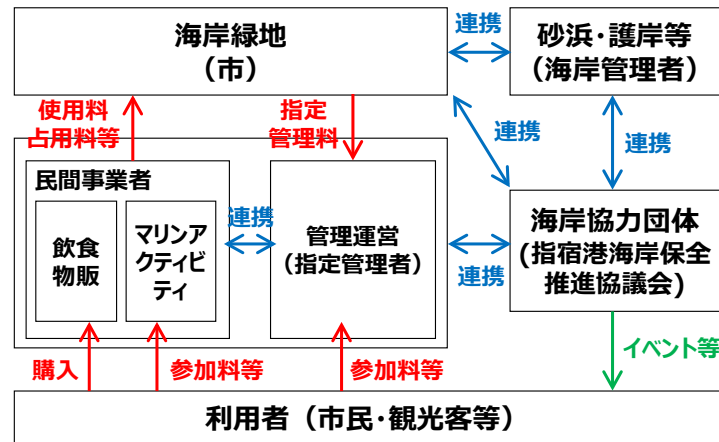 海岸緑地
（市）
連携
砂浜・護岸等
（海岸管理者）
使用料
占用料等
指定
管理料
連携
連携
民間事業者
飲食
物販
マリンア
クティビ
ティ
連携
管理運営
（指定管理者）
連携
海岸協力団体
(指宿港海岸保全
推進協議会)
購入
参加料等
参加料等
イベント等
利用者（市民・観光客等）